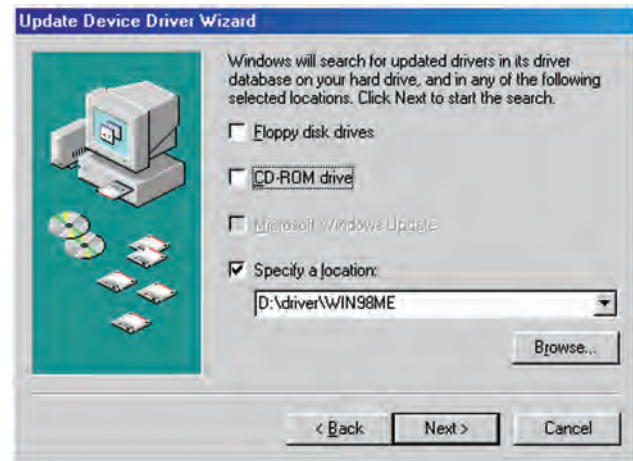 Update Device Driver Wizard
Windows will search for updated drivers in its driver
database on your hard drive, and in any of the following
selected locations. Click Next to start the search.
Floppy disk drives
CD-ROM drive
Microsoft Windows Update
Specify a location:
D:\driver\WIN98ME
Browse...
< Back
Next >
Cancel